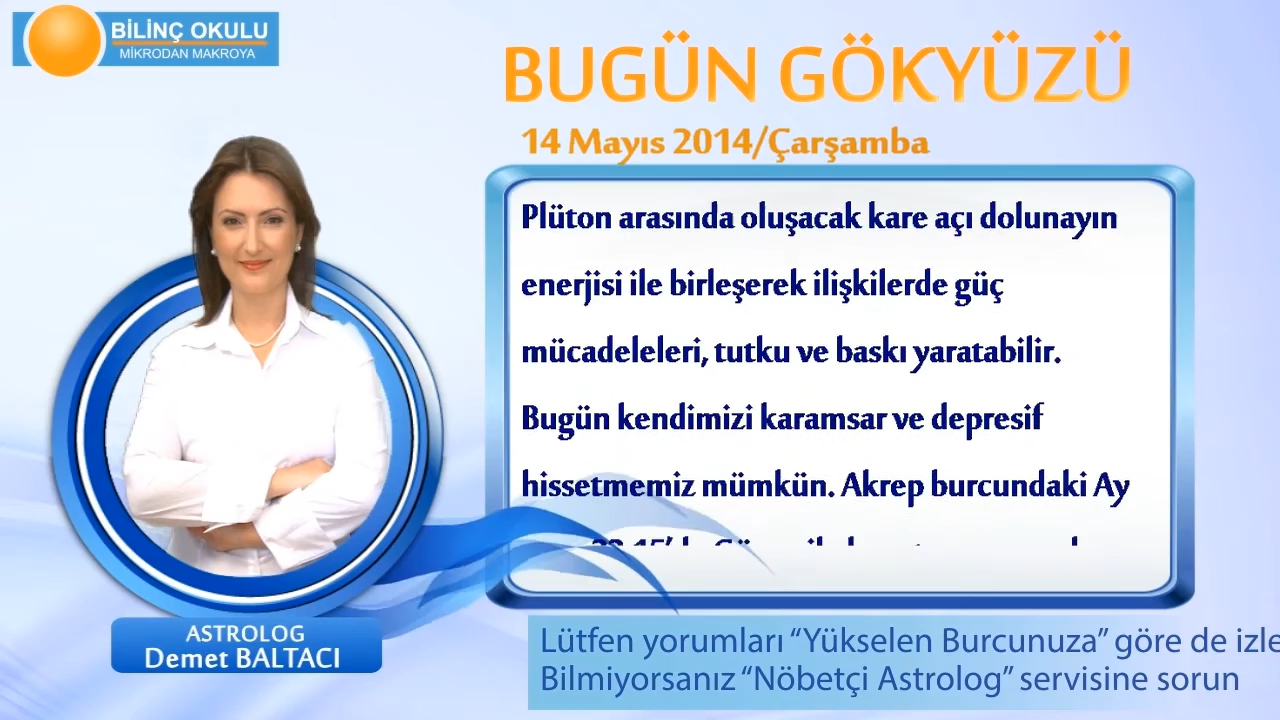 BİLİNÇ OKULU
MİKRODAN MAKROYA
BUGÜN GÖKYÜZÜ
14 Mayıs 2014/Çarşamba
Plüton arasında oluşacak kare açı dolunayın
enerjisi ile birleşerek ilişkilerde güç
mücadeleleri, tutku ve baskı yaratabilir.
Bugün kendimizi karamsar ve depresif
hissetmemiz mümkün. Akrep burcundaki Ay
ASTROLOG
Demet BALTACI
Lütfen yorumları “Yükselen Burcunuza” göre de izle
Bilmiyorsanız “Nöbetçi Astrolog” servisine sorun